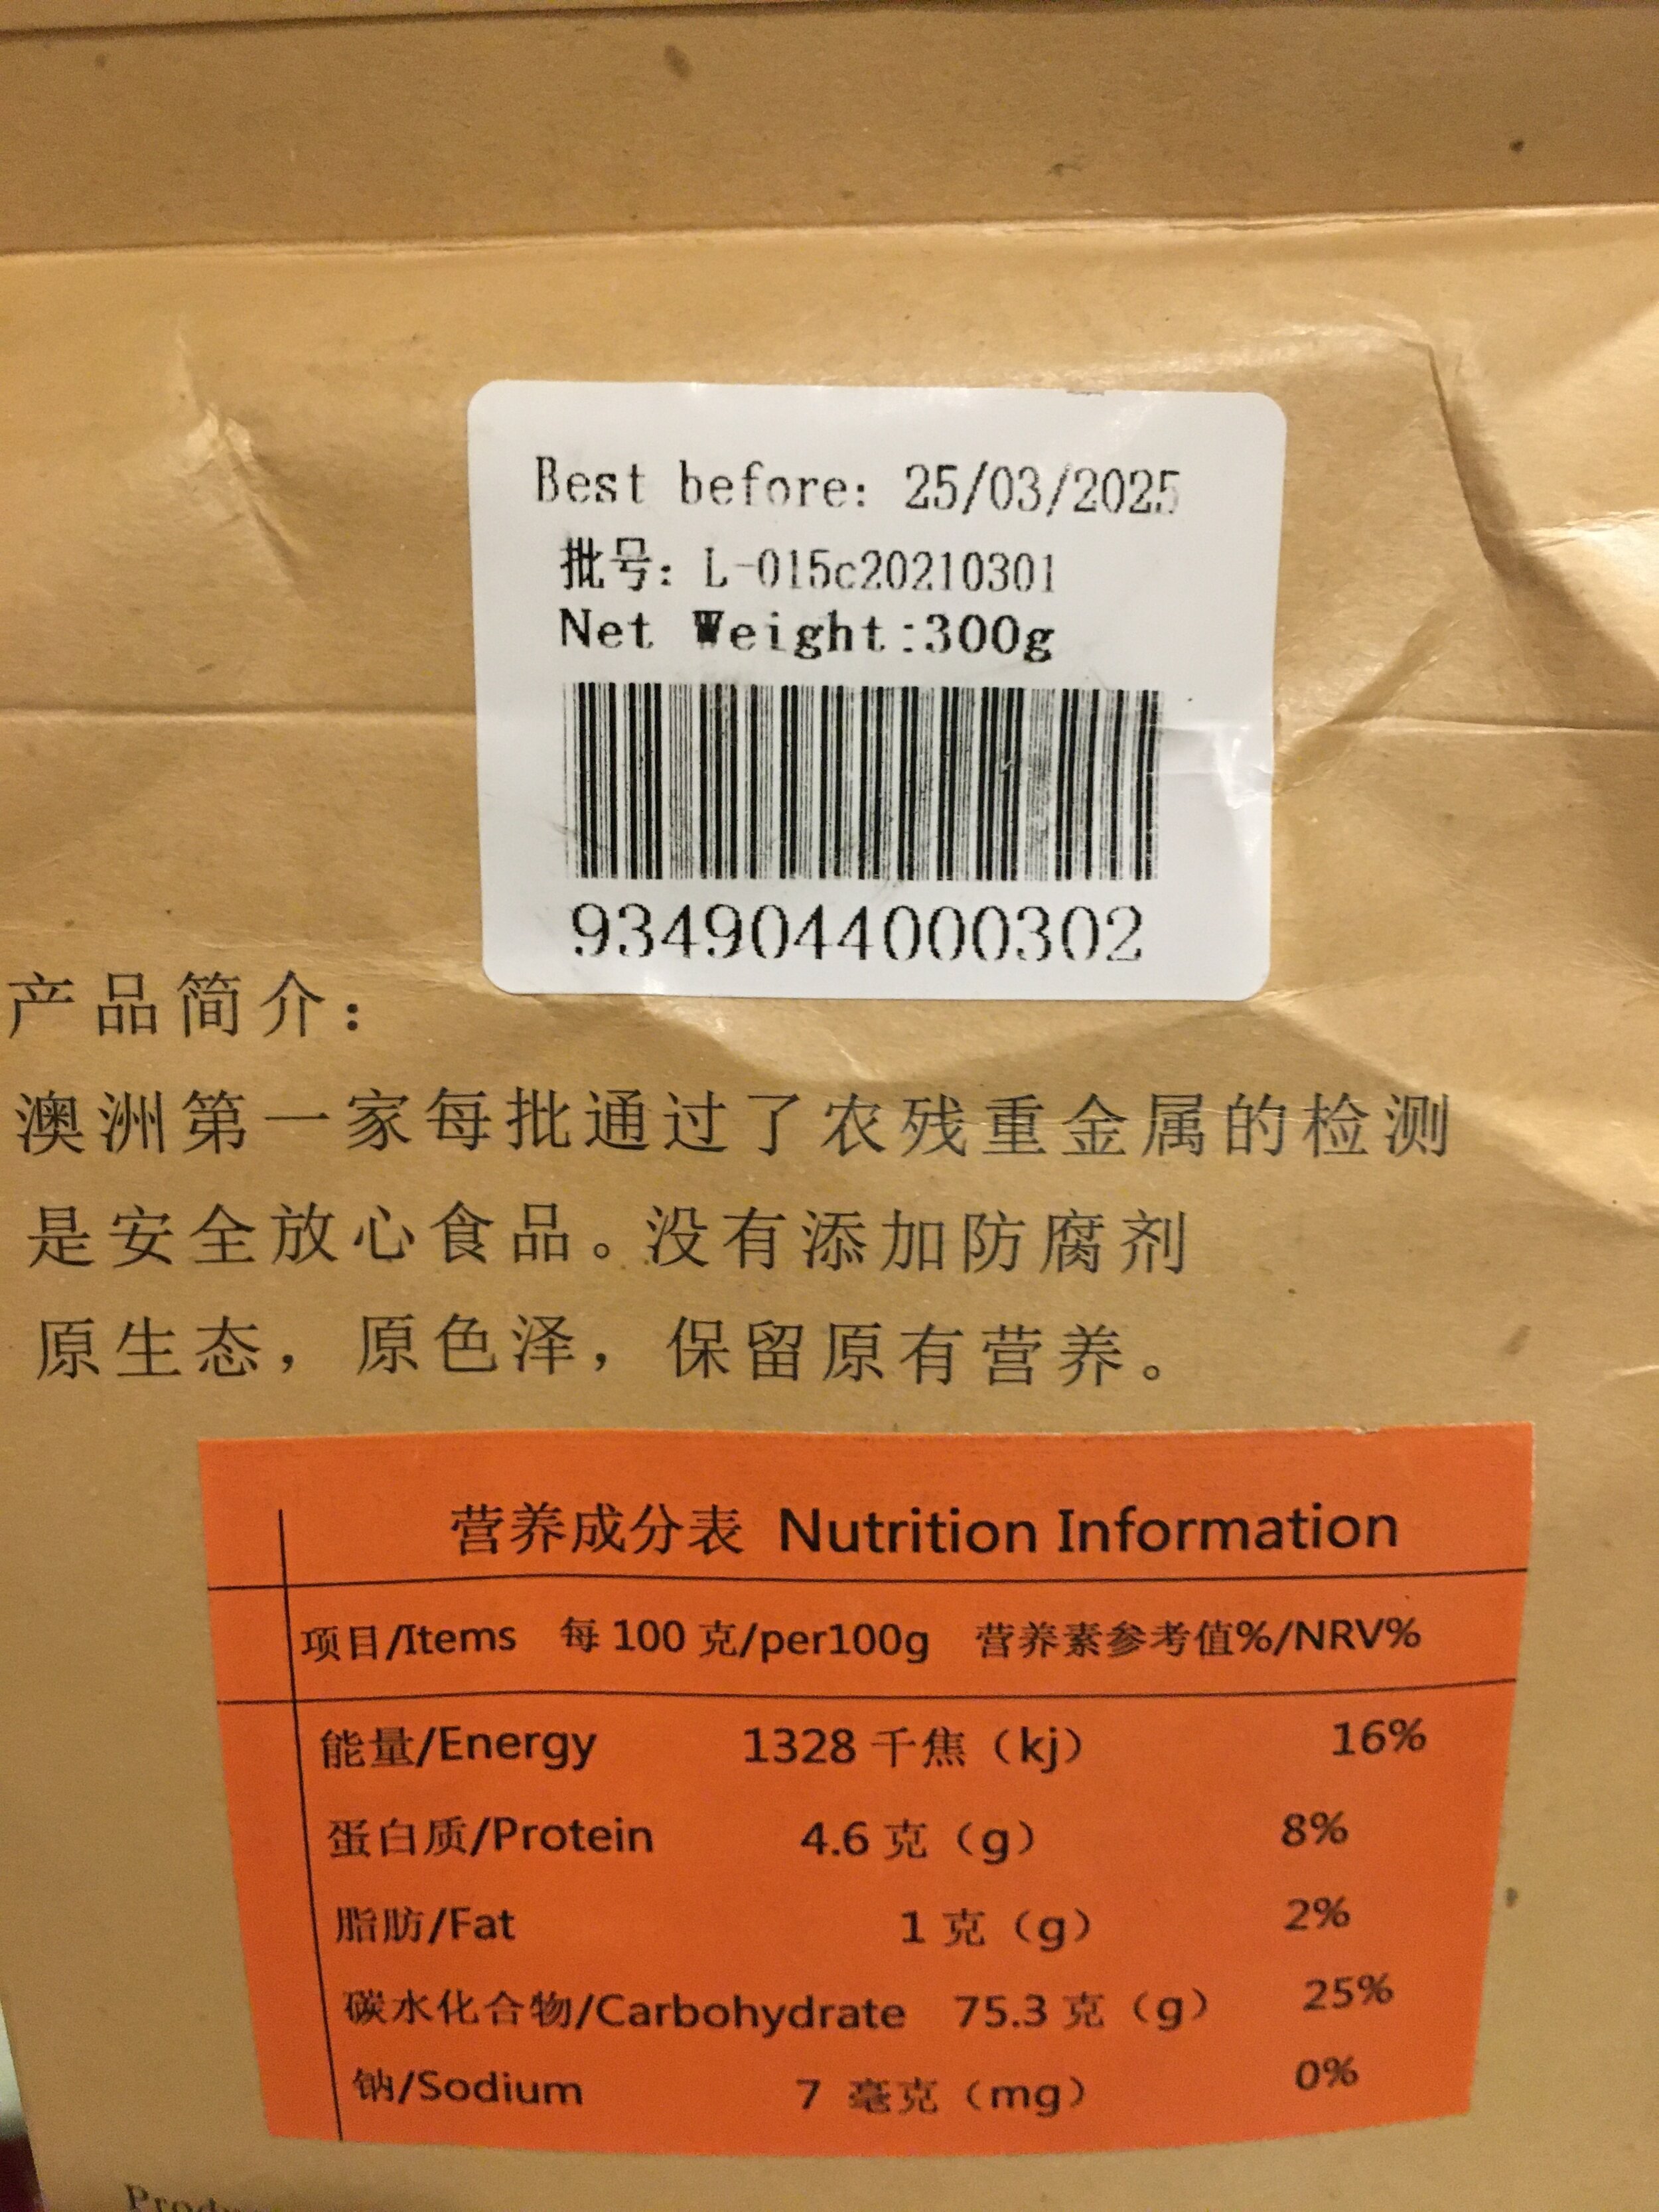 Best before: 25/03/2025
批号: L-015c20210301
Net Weight:300g
9349044000302
产品简介：
澳洲第一家每批通过了农残重金属的检测
是安全放心食品。没有添加防腐剂
原生态，原色泽，保留原有营养。
营养成分表 Nutrition Information
项目/Items 每100克/per100g 营养素参考值%/NRV%
能量/Energy 1328千焦（kj） 16%
蛋白质/Protein 4.6克（g） 8%
脂肪/Fat 1克（g） 2%
碳水化合物/Carbohydrate 75.3克（g） 25%
钠/Sodium 7 毫克（mg） 0%